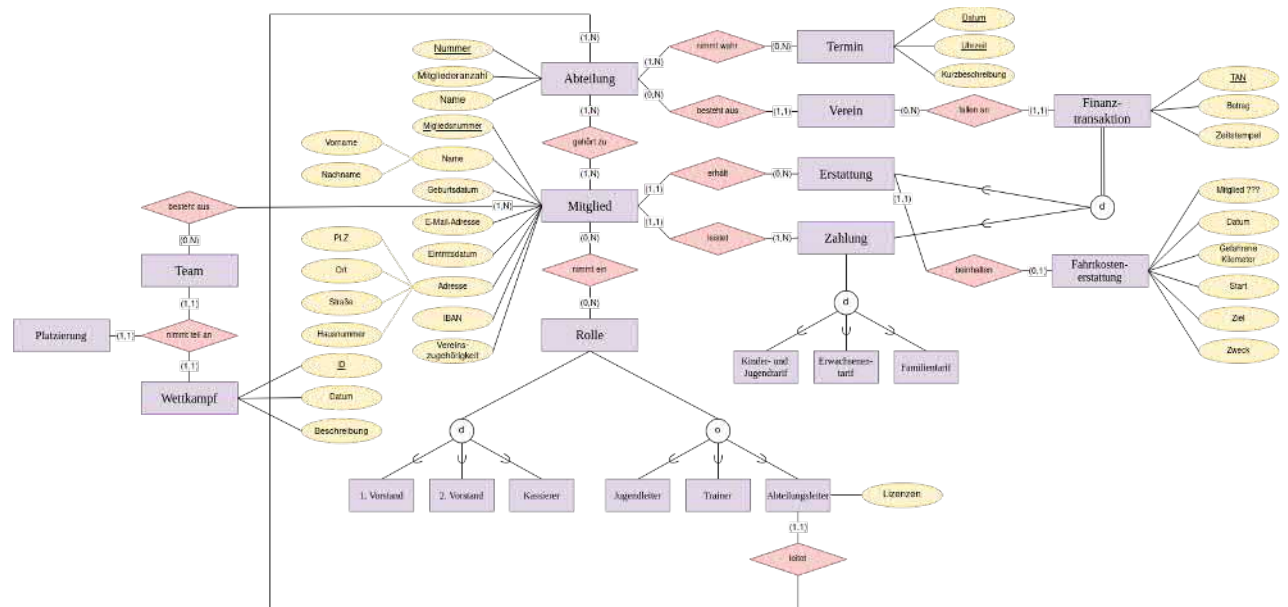 (1,N)
Nummer
Mitgliederanzahl
Name
Abteilung
(1,N)
(0,N)
(1,N)
nimmt wahr
(0,N)
Termin
Datum
Uhrzeit
Kurzbeschreibung
besteht aus
(1,1)
Verein
(0,N)
fallen an
(1,1)
Finanz-
transaktion
TAN
Betrag
Zeitstempel
gehört zu
(1,N)
Migliedsnummer
Vorname
Nachname
Name
Geburtsdatum
E-Mail-Adresse
Eintrittsdatum
Adresse
IBAN
Vereins-
zugehörigkeit
PLZ
Ort
Straße
Hausnummer
besteht aus
(1,N)
Mitglied
(1,1)
(1,1)
(0,N)
erhält
(0,N)
Erstattung
(1,1)
leistet
(1,N)
Zahlung
d
beinhalten
(0,1)
Fahrtkosten-
erstattung
Mitglied ???
Datum
Gefahrene
Kilometer
Start
Ziel
Zweck
(0,N)
Team
(1,1)
Platzierung
(1,1)
nimmt teil an
(1,1)
Wettkampf
ID
Datum
Beschreibung
nimmt ein
(0,N)
Rolle
d
Kinder- und
Jugendtarif
Erwachsenen-
tarif
Familientarif
d
o
1. Vorstand
2. Vorstand
Kassierer
Jugendleiter
Trainer
Abteilungsleiter
Lizenzen
(1,1)
leitet